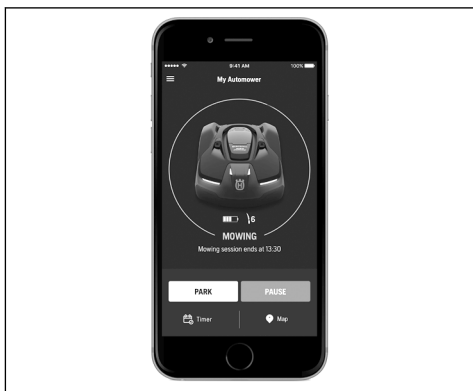 9:41 AM 100%
My Automower
6
MOWING
Mowing session ends at 13:30
PARK PAUSE
Timer Map